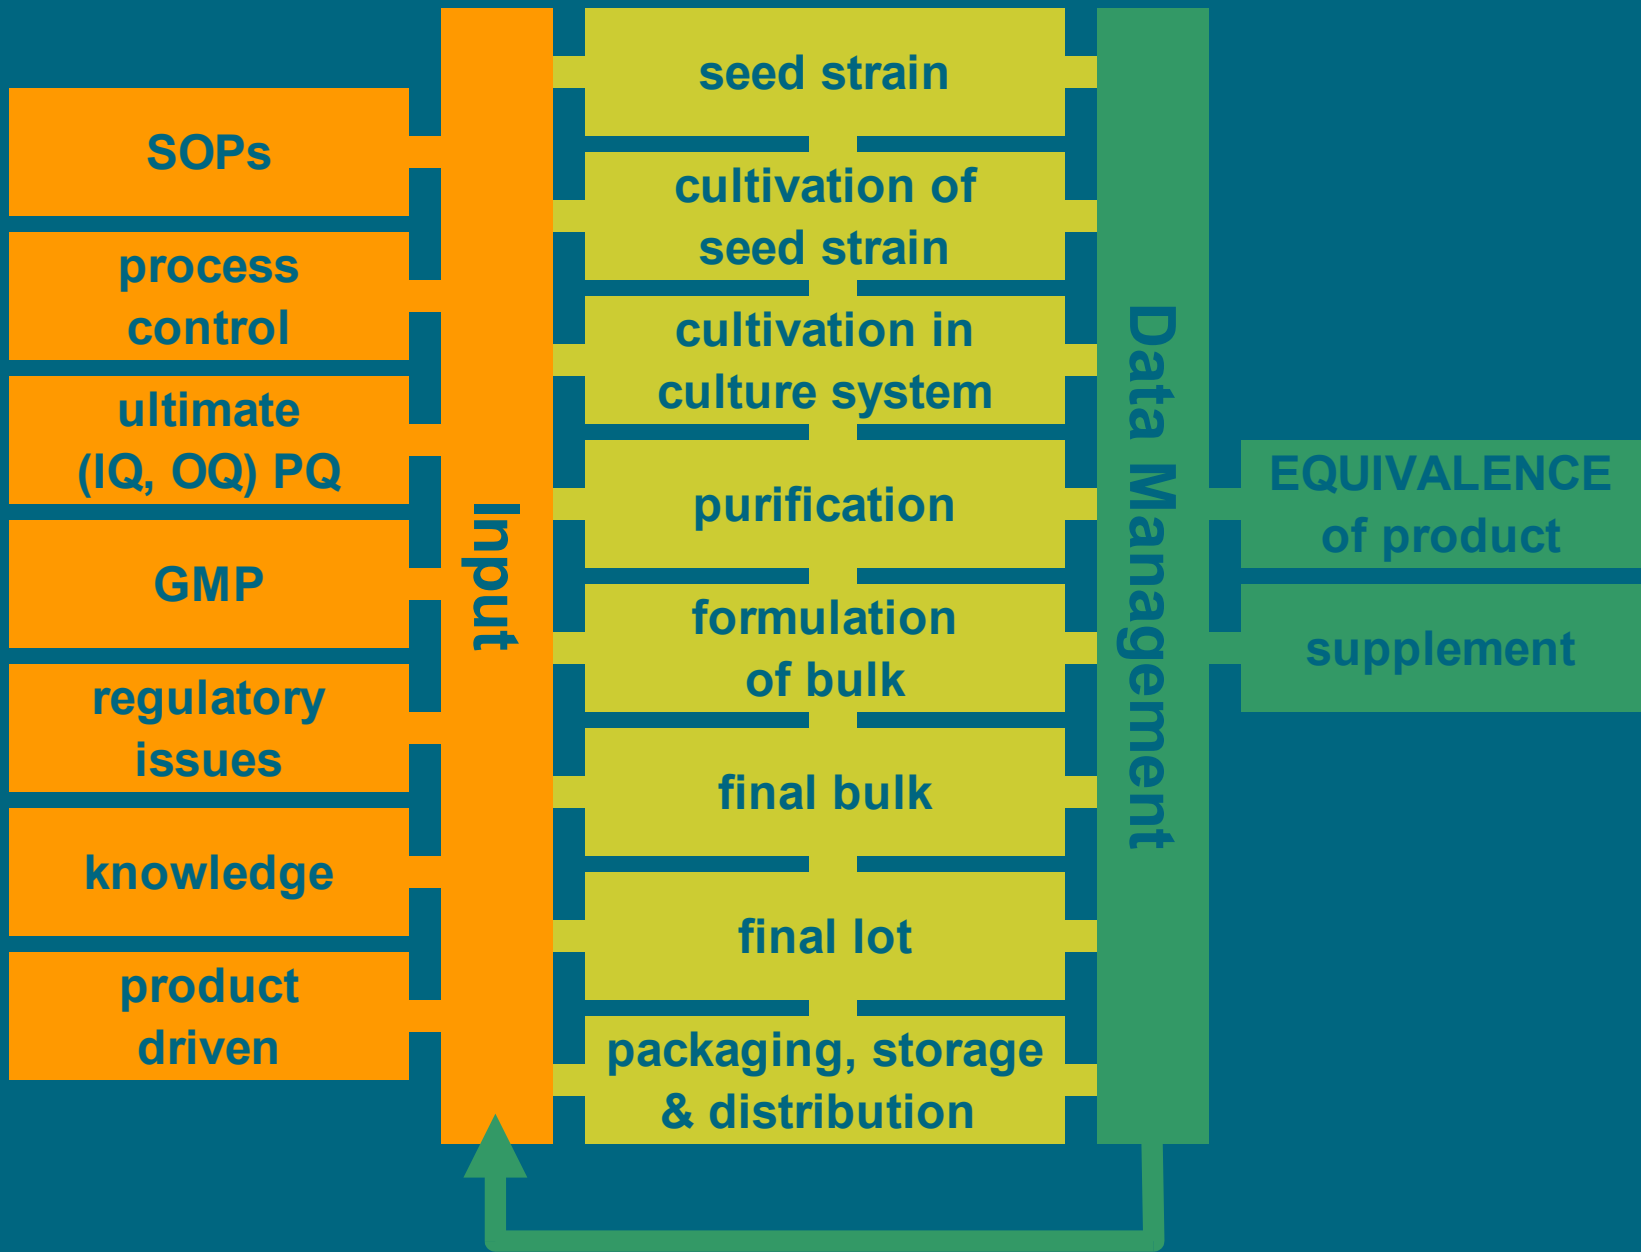 SOPs
process
control
ultimate
(IQ, OQ) PQ
GMP
regulatory
issues
knowledge
product
driven
Input
seed strain
cultivation of
seed strain
cultivation in
culture system
purification
formulation
of bulk
final bulk
final lot
packaging, storage
& distribution
Data Management
EQUIVALENCE
of product
supplement